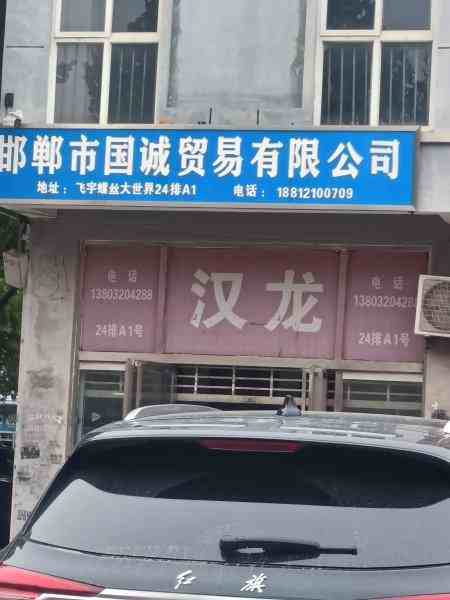 邯郸市国诚贸易有限公司
地址：飞宇螺丝大世界24排A1 电话：18812100709
电话 汉龙 电话
13803204288 13803204288
24排A1号 24排A1号
红旗